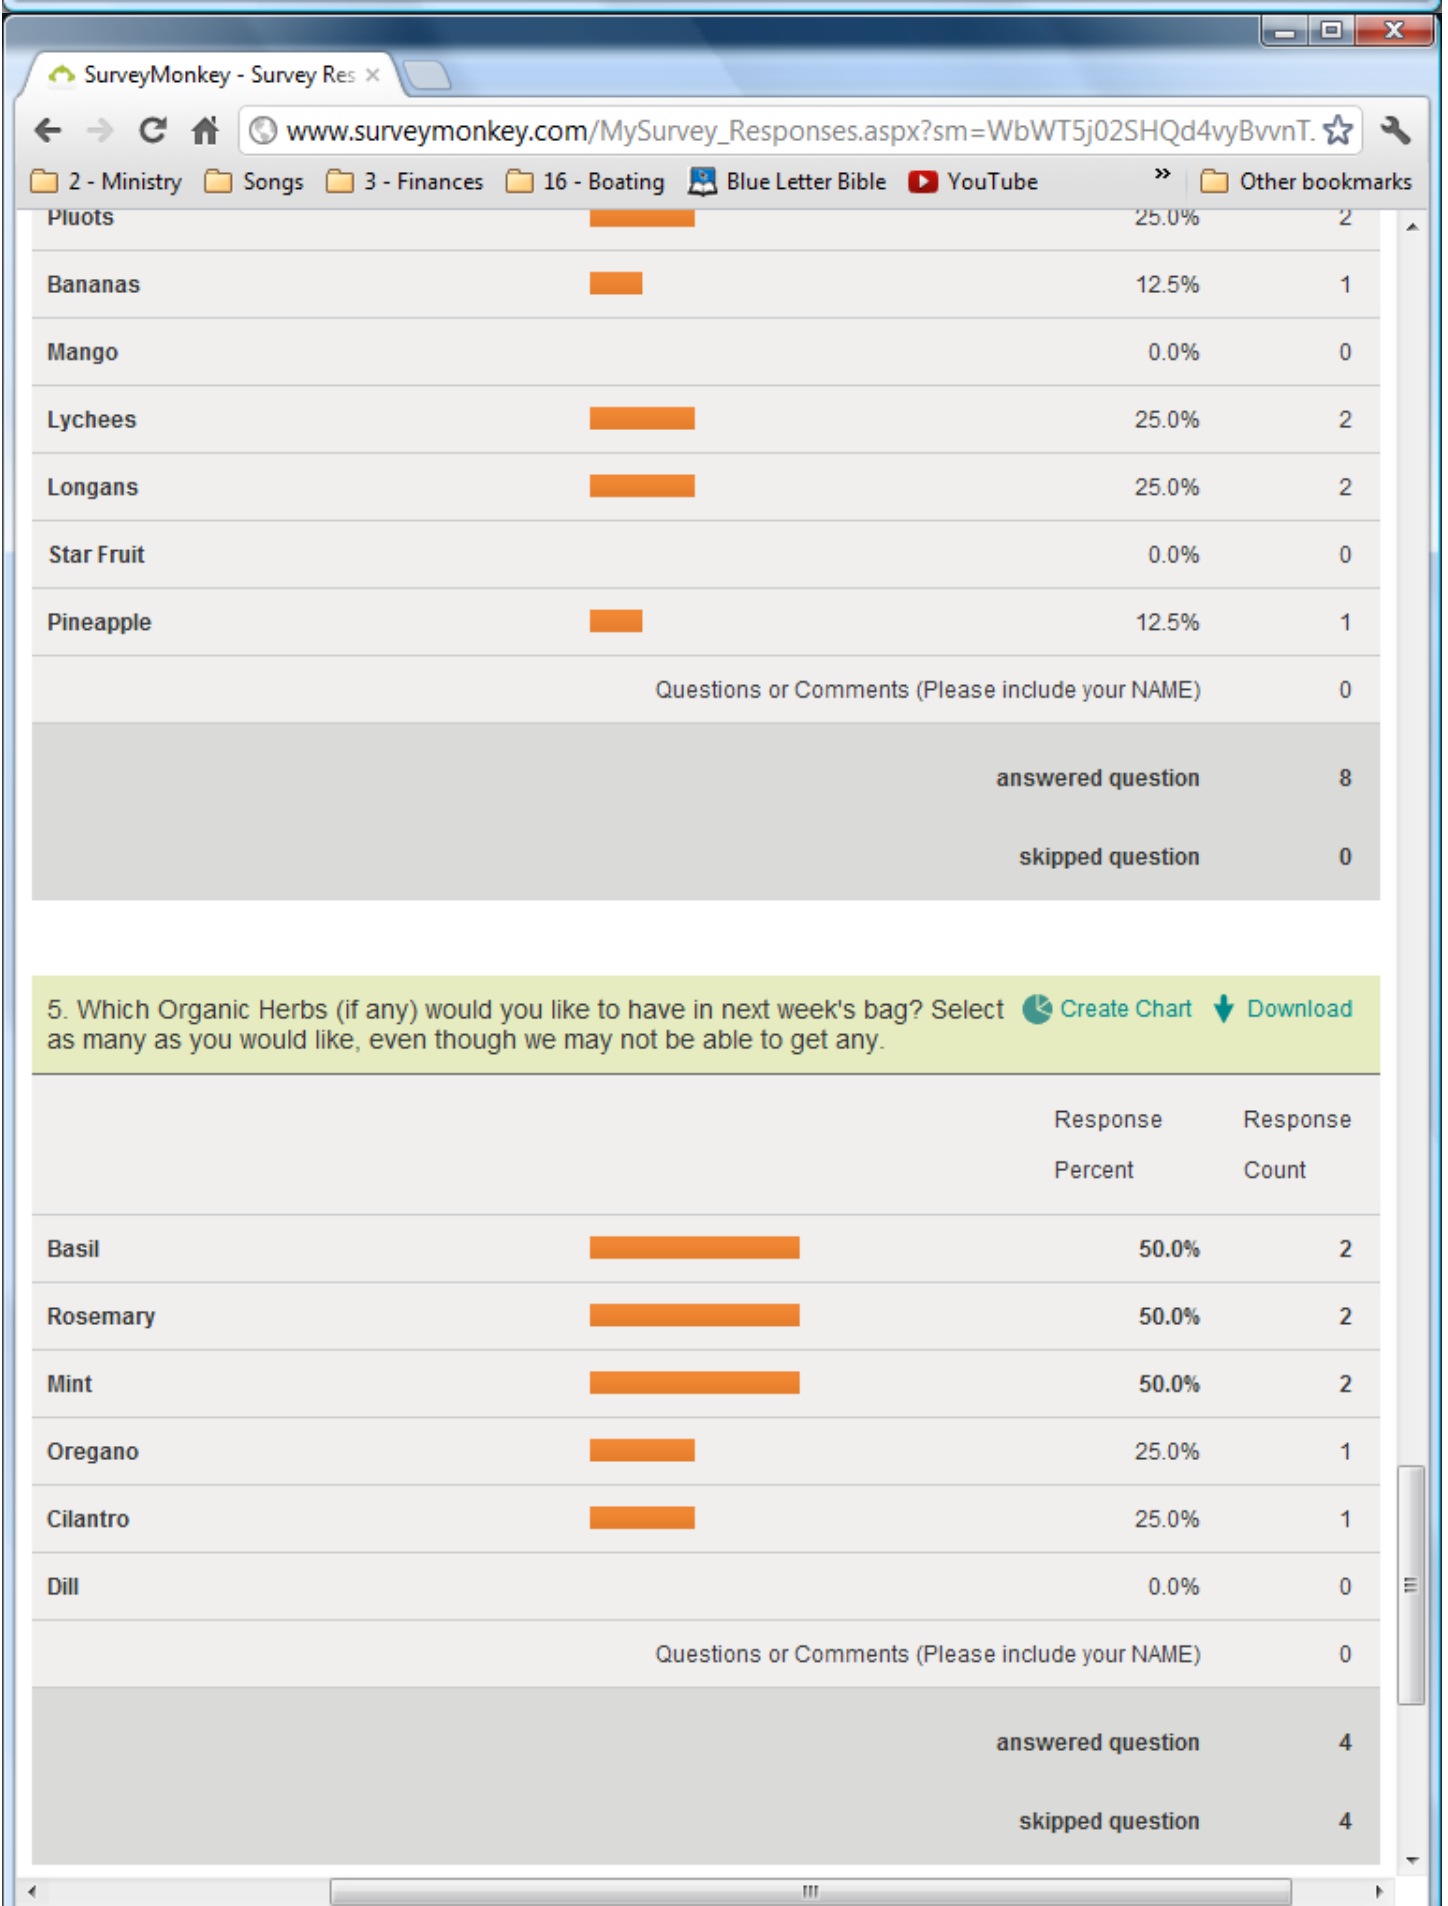 SurveyMonkey - Survey Res
www.surveymonkey.com/MySurvey_Responses.aspx?sm=WbWT5j02SHQd4vyBvvnT.
2 - Ministry Songs 3 - Finances 16 - Boating Blue Letter Bible YouTube » Other bookmarks
Pluots 25.0% 2
Bananas 12.5% 1
Mango 0.0% 0
Lychees 25.0% 2
Longans 25.0% 2
Star Fruit 0.0% 0
Pineapple 12.5% 1
Questions or Comments (Please include your NAME) 0
answered question 8
skipped question 0
5. Which Organic Herbs (if any) would you like to have in next week's bag? Select Create Chart Download
as many as you would like, even though we may not be able to get any.
Response Response
Percent Count
Basil 50.0% 2
Rosemary 50.0% 2
Mint 50.0% 2
Oregano 25.0% 1
Cilantro 25.0% 1
Dill 0.0% 0
Questions or Comments (Please include your NAME) 0
answered question 4
skipped question 4